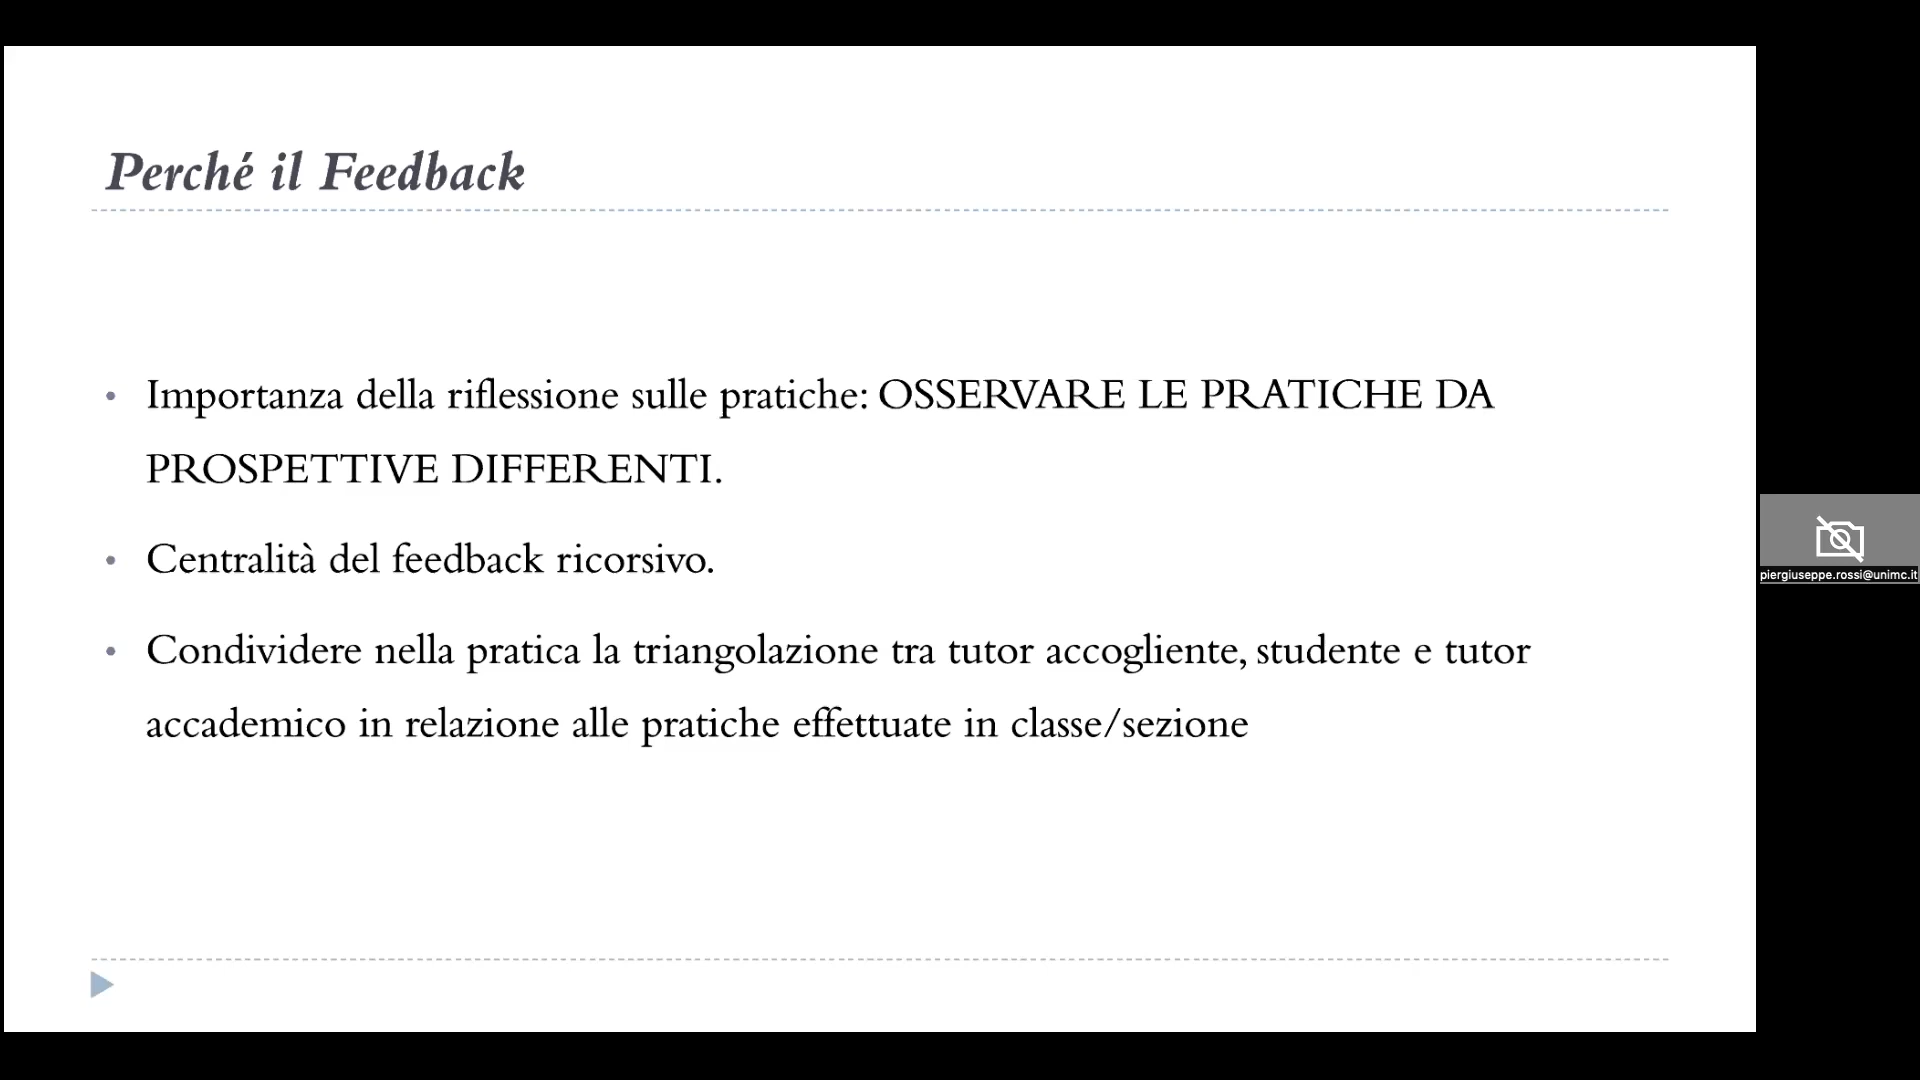 Perché il Feedback
• Importanza della riflessione sulle pratiche: OSSERVARE LE PRATICHE DA
PROSPETTIVE DIFFERENTI.
• Centralità del feedback ricorsivo.
• Condividere nella pratica la triangolazione tra tutor accogliente, studente e tutor
accademico in relazione alle pratiche effettuate in classe/sezione
piergiuseppe.rossi@unimc.it